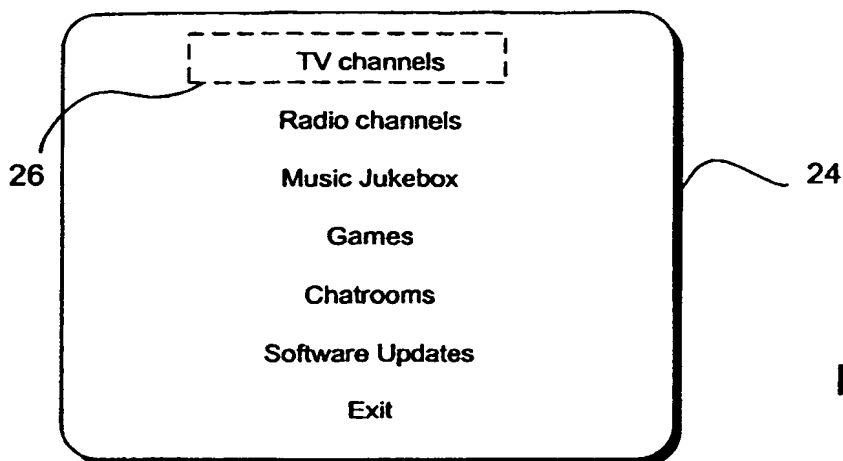 TV channels
Radio channels
26
Music Jukebox
24
Games
Chatrooms
Software Updates
Exit